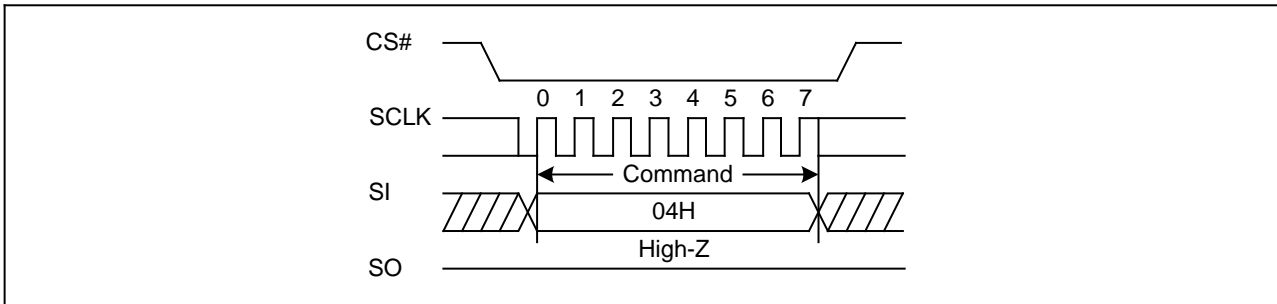 CS#
0 1 2 3 4 5 6 7
SCLK
Command
SI
04H
High-Z
SO